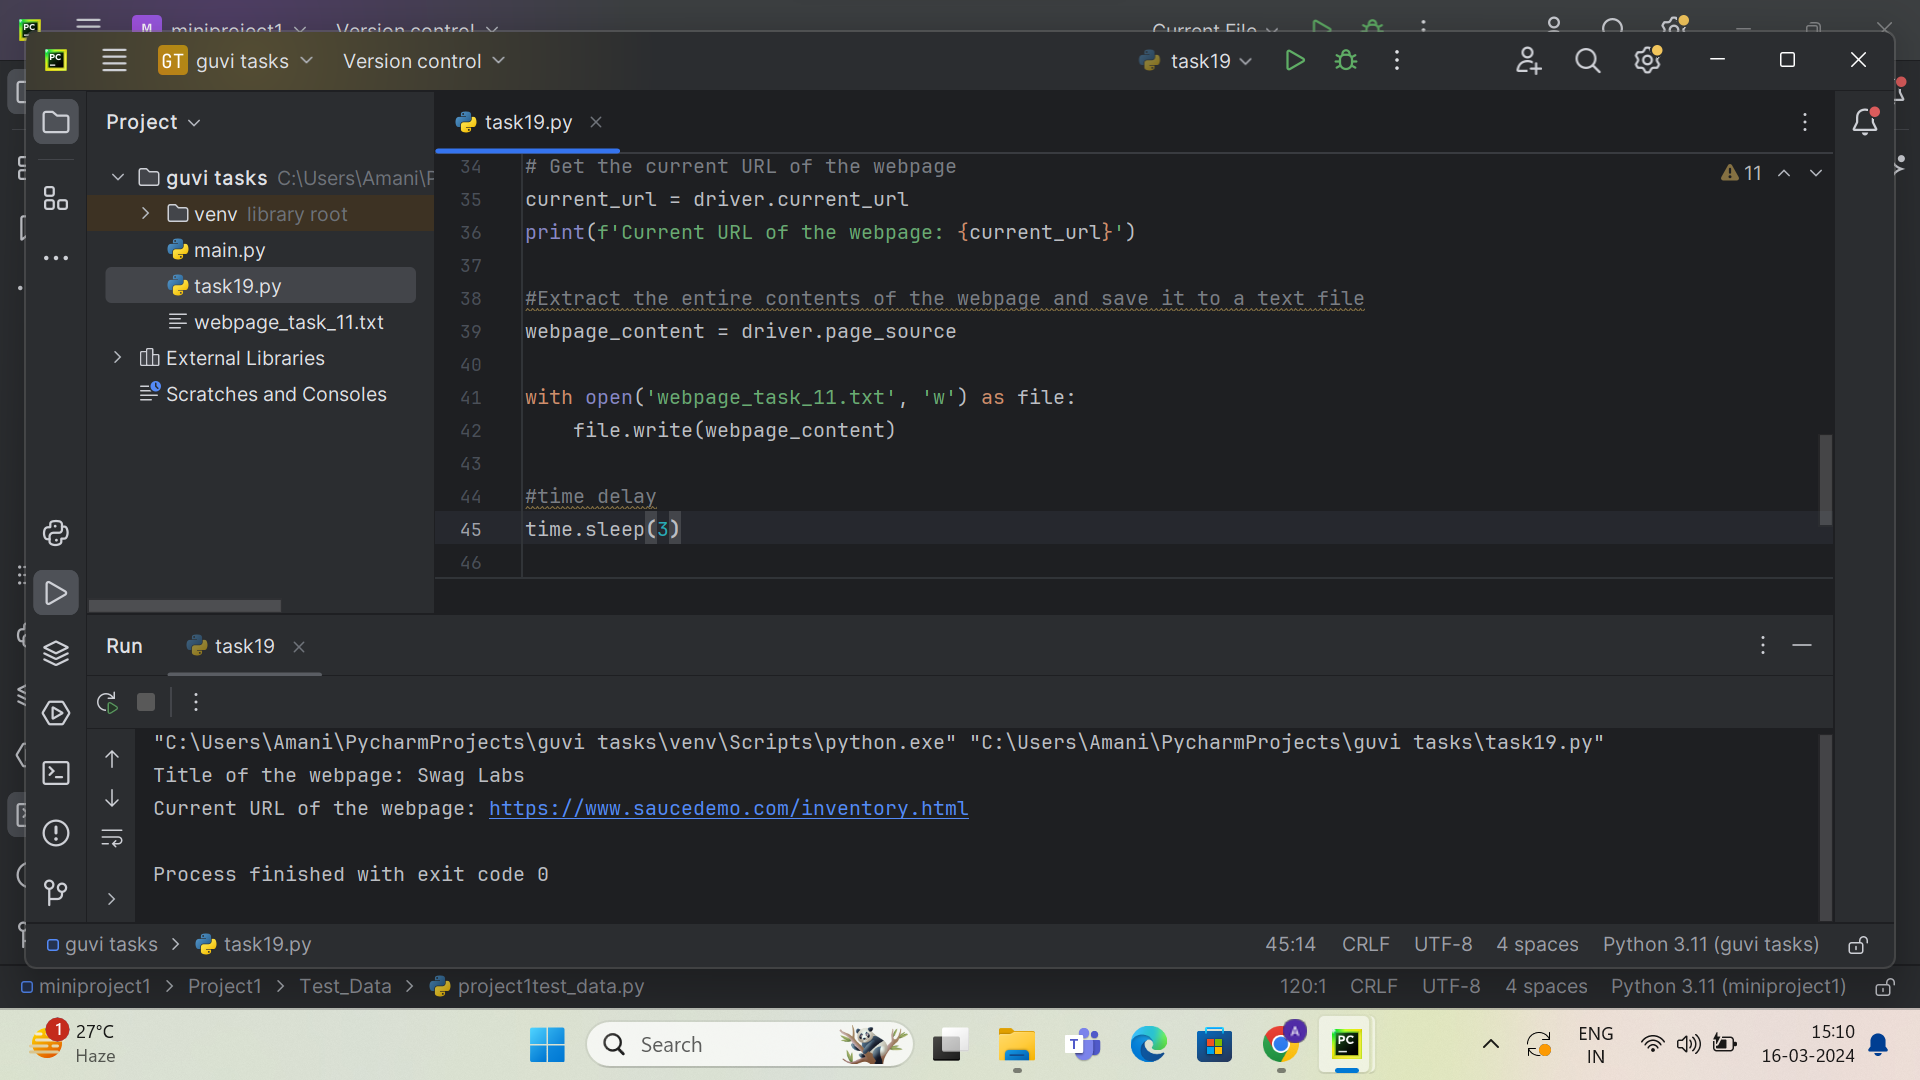 PC M miniproject1 Version control Current File
PC GT guvi tasks Version control task19
Project
guvi tasks C:\Users\Amani\P
venv library root
main.py
task19.py
webpage_task_11.txt
External Libraries
Scratches and Consoles
task19.py
11
34 # Get the current URL of the webpage
35 current_url = driver.current_url
36 print(f'Current URL of the webpage: {current_url}')
37
38 #Extract the entire contents of the webpage and save it to a text file
39 webpage_content = driver.page_source
40
41 with open('webpage_task_11.txt', 'w') as file:
42 file.write(webpage_content)
43
44 #time delay
45 time.sleep(3)
46
Run task19
"C:\Users\Amani\PycharmProjects\guvi tasks\venv\Scripts\python.exe" "C:\Users\Amani\PycharmProjects\guvi tasks\task19.py"
Title of the webpage: Swag Labs
Current URL of the webpage: https://www.saucedemo.com/inventory.html
Process finished with exit code 0
guvi tasks > task19.py 45:14 CRLF UTF-8 4 spaces Python 3.11 (guvi tasks)
miniproject1 > Project1 > Test_Data > project1test_data.py 120:1 CRLF UTF-8 4 spaces Python 3.11 (miniproject1)
1 27°C
Haze
Search
T
A
PC
ENG
IN
15:10
16-03-2024